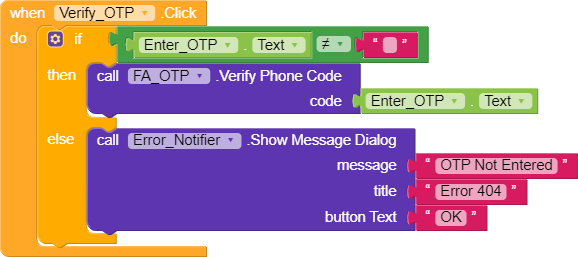 when Verify_OTP .Click
do if Enter_OTP . Text ≠ “ ”
then call FA_OTP .Verify Phone Code
code Enter_OTP . Text
else call Error_Notifier .Show Message Dialog
message “ OTP Not Entered ”
title “ Error 404 ”
button Text “ OK ”